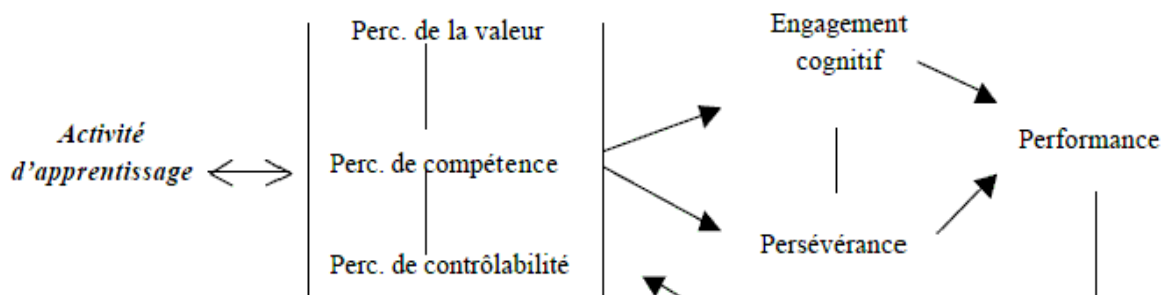 Perc. de la valeur
Engagement
cognitif
Activité
d'apprentissage
Perc. de compétence
Performance
Persévérance
Perc. de contrôlabilité